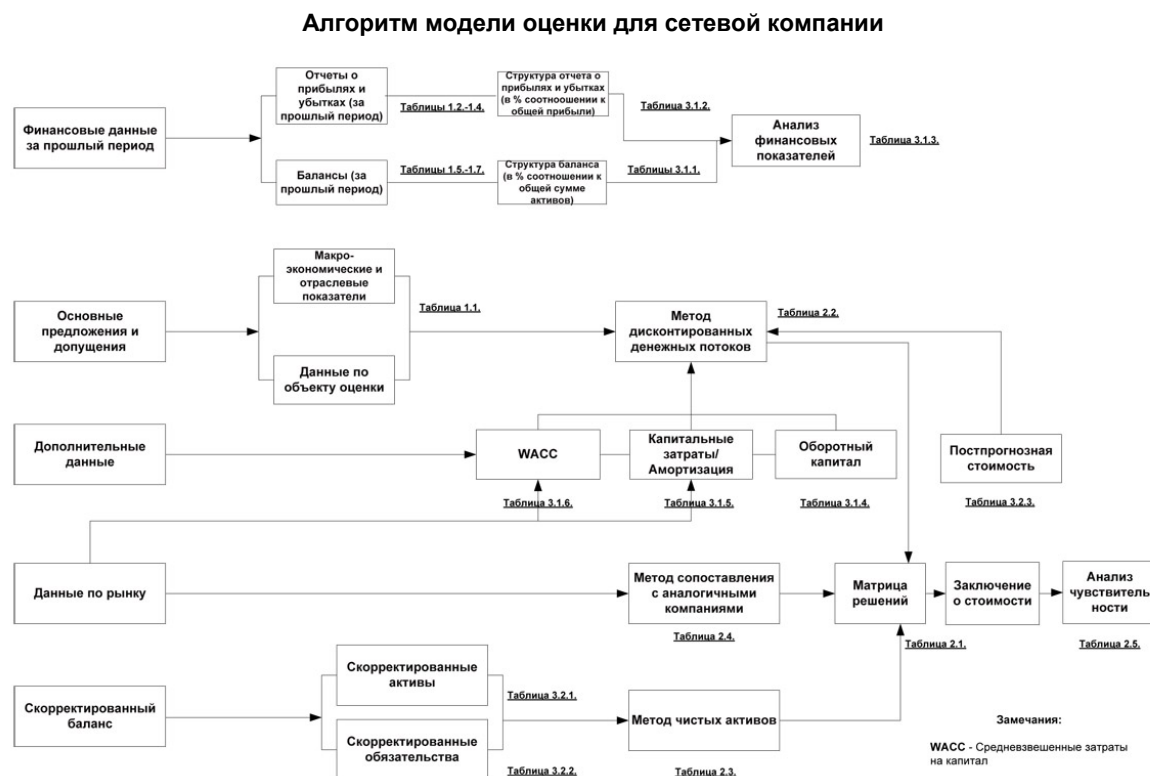 Алгоритм модели оценки для сетевой компании
Финансовые данные
за прошлый период
Отчеты о
прибылях и
убытках (за
прошлый период)
Таблицы 1.2.-1.4.
Структура отчета о
прибылях и убытков
(в % соотноошении к
общей прибыли)
Таблица 3.1.2.
Балансы (за
прошлый период)
Таблицы 1.5.-1.7.
Структура баланса
(в % соотношении к
общей сумме
активов)
Таблицы 3.1.1.
Анализ
финансовых
показателей
Таблица 3.1.3.
Основные
предложения и
допущения
Макро-
экономические и
отраслевые
показатели
Данные по
объекту оценки
Таблица 1.1.
Метод
дисконтированных
денежных потоков
Таблица 2.2.
Дополнительные
данные
WACC
Таблица 3.1.6.
Капитальные
затраты/
Амортизация
Таблица 3.1.5.
Оборотный
капитал
Таблица 3.1.4.
Постпрогнозная
стоимость
Таблица 3.2.3.
Данные по рынку
Метод сопоставления
с аналогичными
компаниями
Таблица 2.4.
Матрица
решений
Таблица 2.1.
Заключение
о стоимости
Анализ
чувствитель
ности
Таблица 2.5.
Скорректированный
баланс
Скорректированные
активы
Таблица 3.2.1.
Скорректированные
обязательства
Таблица 3.2.2.
Метод чистых активов
Таблица 2.3.
Замечания:
WACC - Средневзвешенные затраты
на капитал